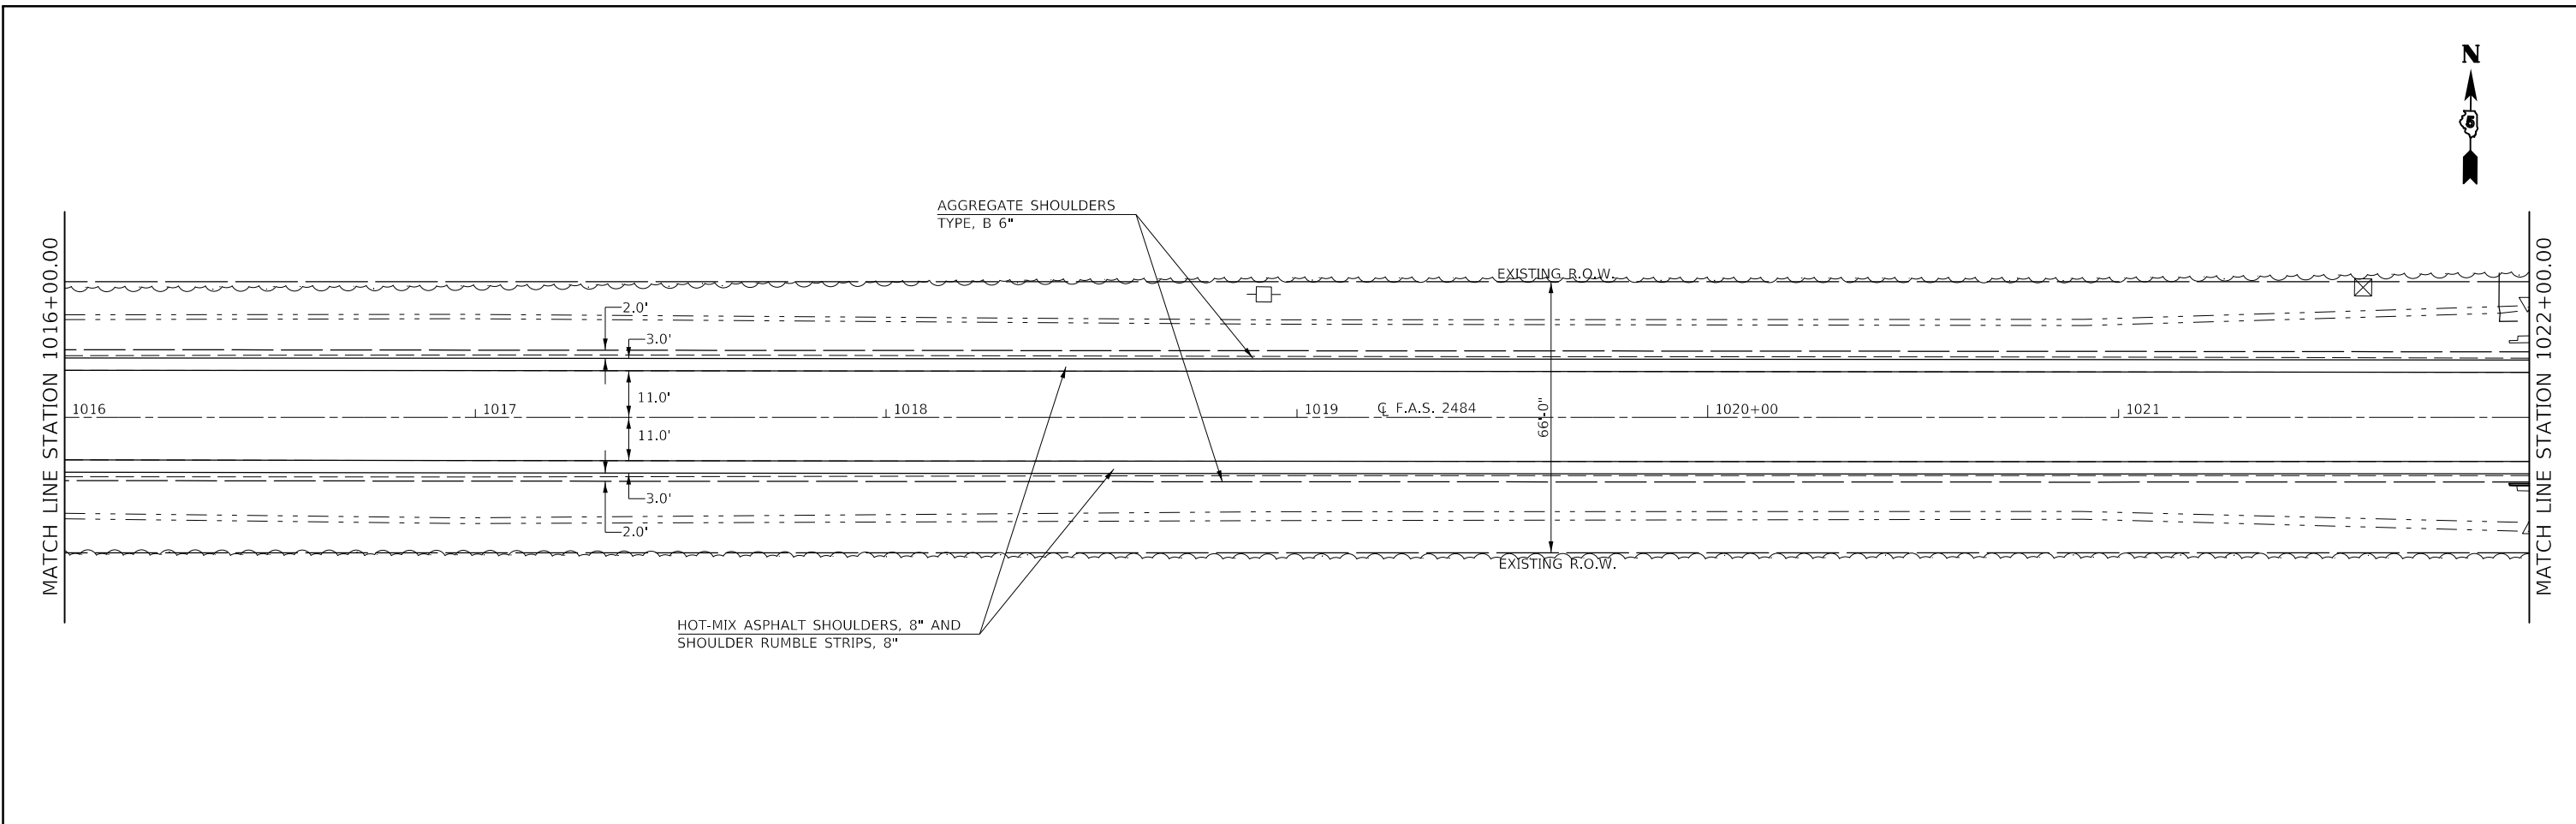 N
5
AGGREGATE SHOULDERS
TYPE, B 6"
MATCH LINE STATION 1016+00.00
MATCH LINE STATION 1022+00.00
EXISTING R.O.W.
2.0'
3.0'
11.0'
1016
1017
1018
1019
℄ F.A.S. 2484
1020+00
1021
66'-0"
11.0'
3.0'
2.0'
EXISTING R.O.W.
HOT-MIX ASPHALT SHOULDERS, 8" AND
SHOULDER RUMBLE STRIPS, 8"